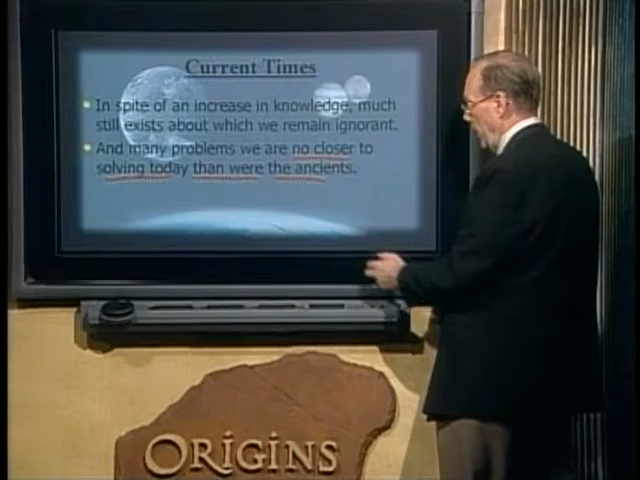 Current Times
In spite of an increase in knowledge, much
still exists about which we remain ignorant.
And many problems we are no closer to
solving today than were the ancients.
ORiGiNS